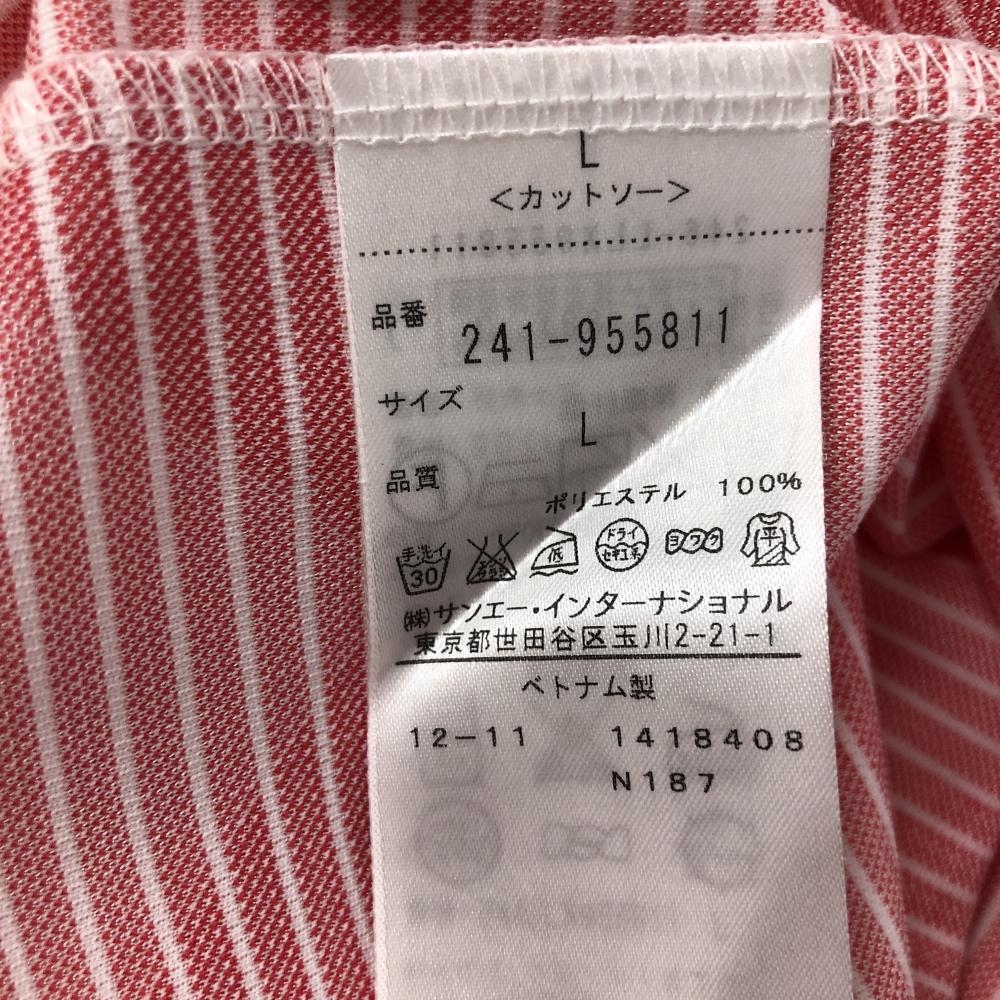 L
<カットソー>
品番 241-955811
サイズ
L
品質
ポリエステル 100%
手洗イ 30 低 ドライ セキユ系 ヨワク 平
㈱サンエー・インターナショナル
東京都世田谷区玉川2-21-1
ベトナム製
12-11 1418408
N187